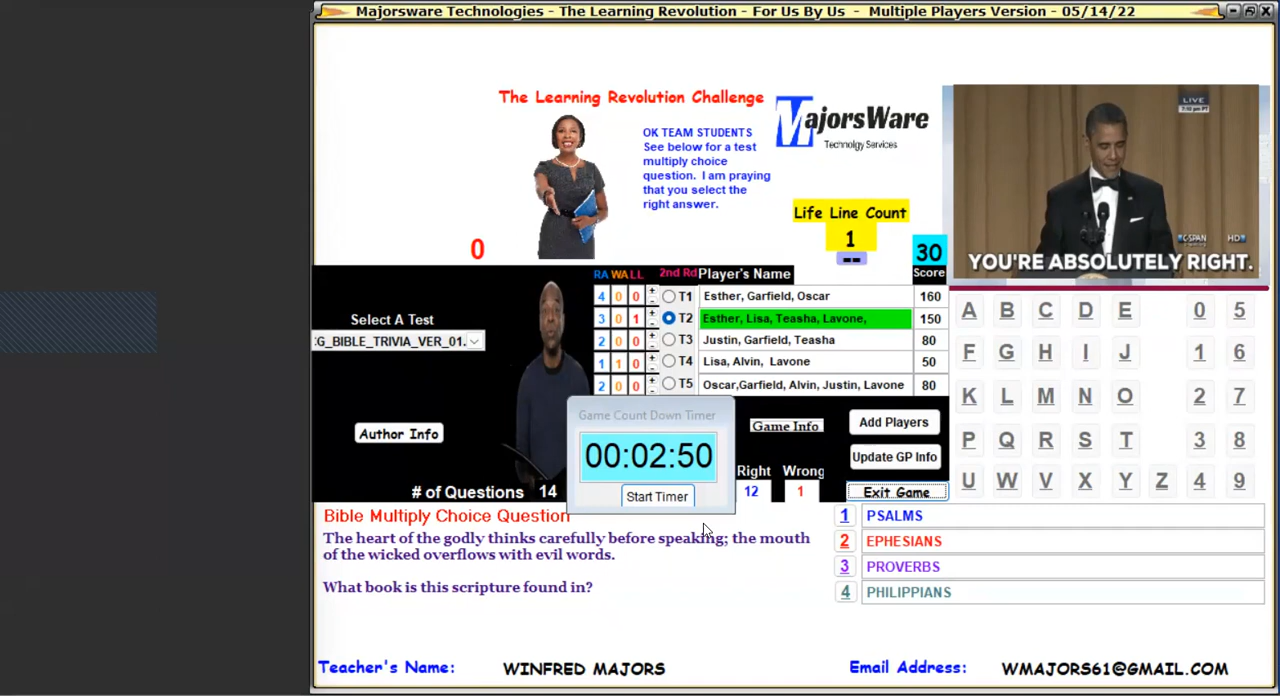 Majorsware Technologies - The Learning Revolution - For Us By Us - Multiple Players Version - 05/14/22
The Learning Revolution Challenge
OK TEAM STUDENTS
See below for a test
multiply choice
question. I am praying
that you select the
right answer.
MajorsWare
Technolgy Services
LIVE
C-SPAN
HD
YOU'RE ABSOLUTELY RIGHT.
Life Line Count
1
--
0
30
Score
RA WA LL 2nd Rd Player's Name
4 0 0 + - T1 Esther, Garfield, Oscar 160
3 0 1 + - T2 Esther, Lisa, Teasha, Lavone, 150
2 0 0 + - T3 Justin, Garfield, Teasha 80
1 1 0 + - T4 Lisa, Alvin, Lavone 50
2 0 0 + - T5 Oscar,Garfield, Alvin, Justin, Lavone 80
Select A Test
CG_BIBLE_TRIVIA_VER_01.
Author Info
# of Questions 14
Game Count Down Timer
00:02:50
Start Timer
Game Info
Right Wrong
12 1
Add Players
Update GP Info
Exit Game
A B C D E 0 5
F G H I J 1 6
K L M N O 2 7
P Q R S T 3 8
U W V X Y Z 4 9
Bible Multiply Choice Question
The heart of the godly thinks carefully before speaking; the mouth
of the wicked overflows with evil words.
What book is this scripture found in?
1 PSALMS
2 EPHESIANS
3 PROVERBS
4 PHILIPPIANS
Teacher's Name: WINFRED MAJORS
Email Address: WMAJORS61@GMAIL.COM